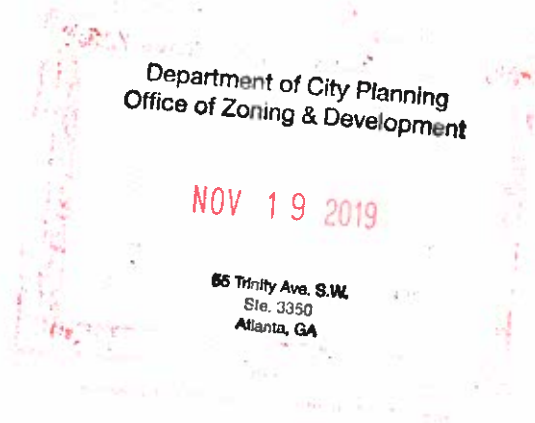 Department of City Planning
Office of Zoning & Development
NOV 19 2019
55 Trinity Ave. S.W.
Ste. 3350
Atlanta, GA